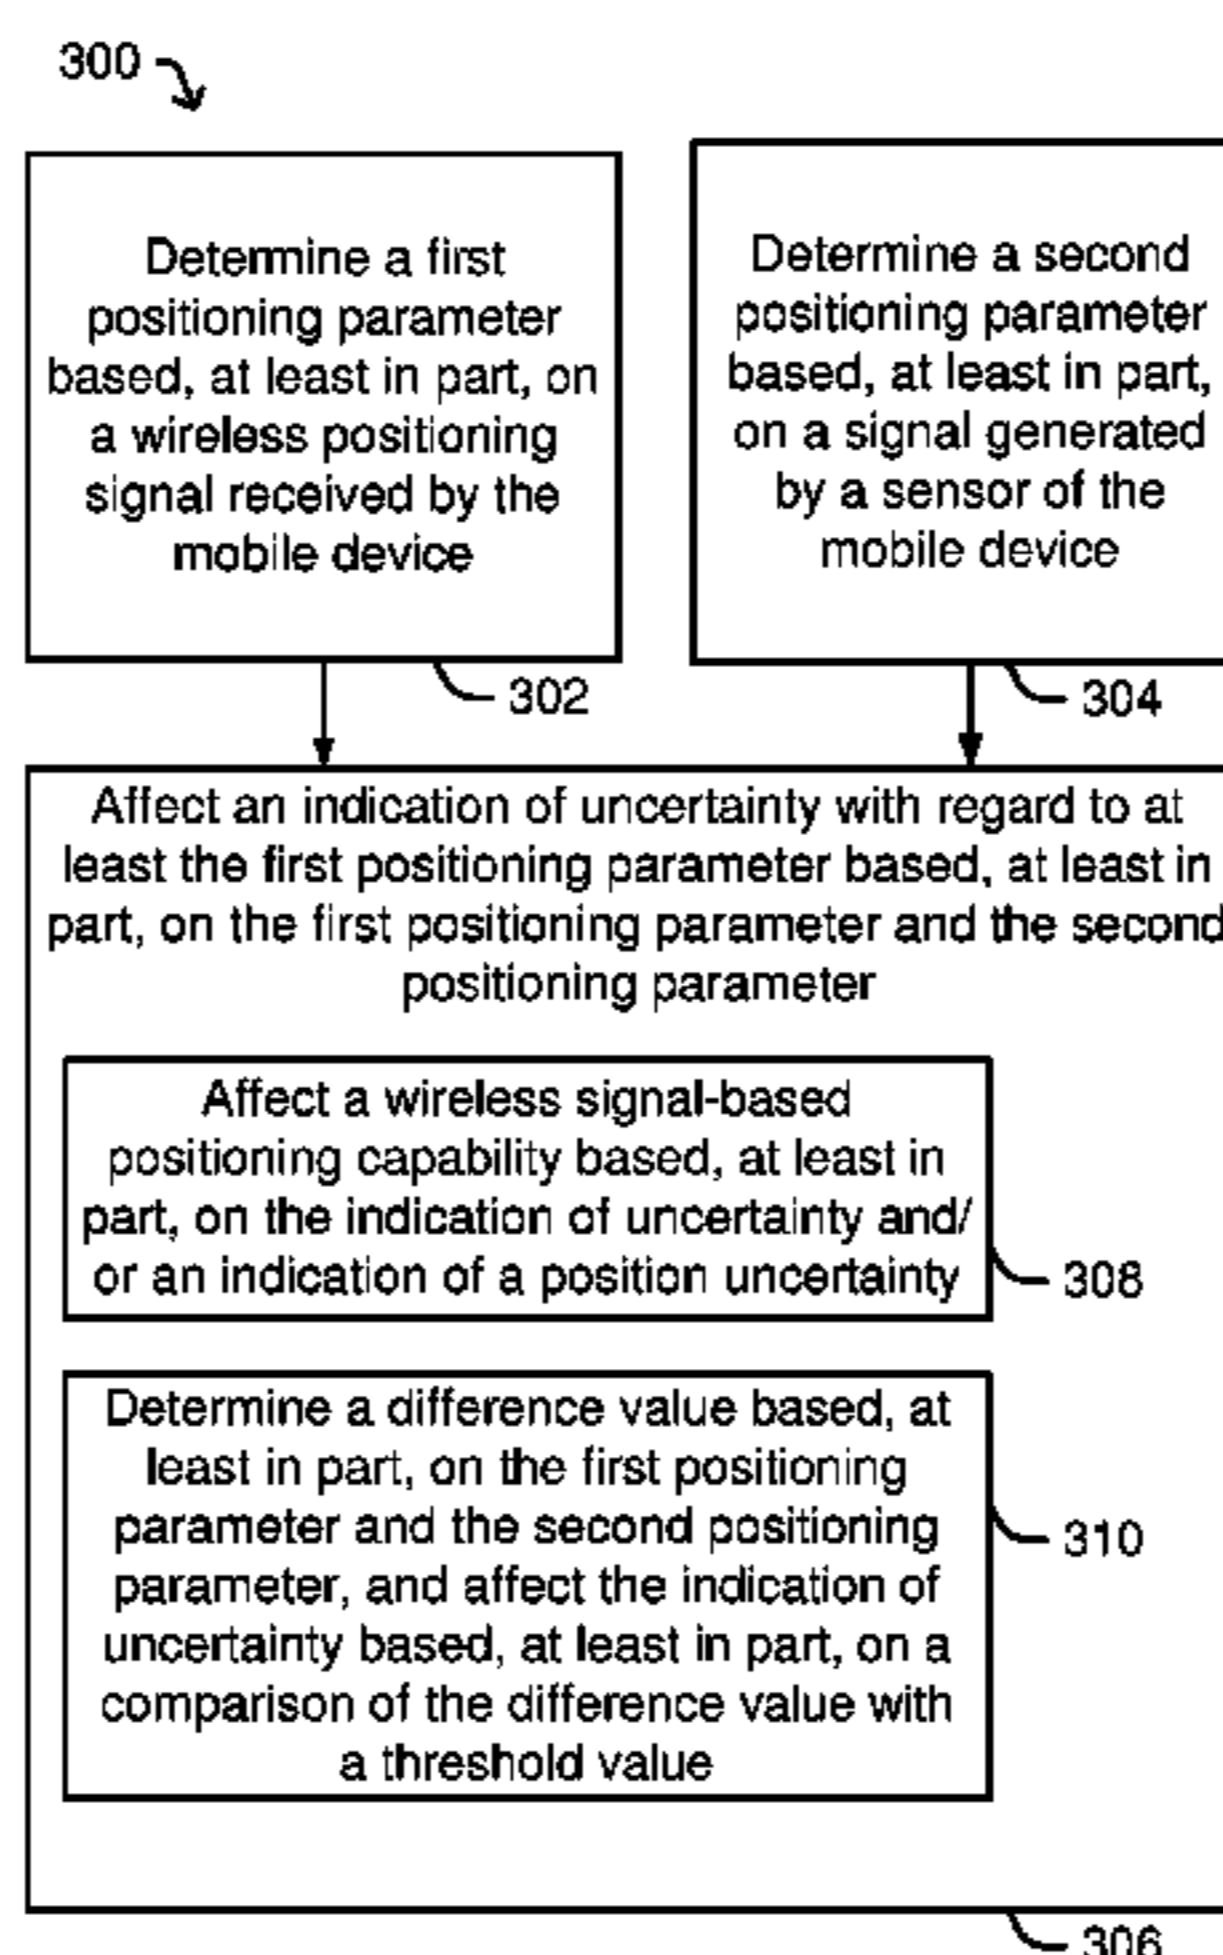 300
Determine a first
positioning parameter
based, at least in part, on
a wireless positioning
signal received by the
mobile device
302
Determine a second
positioning parameter
based, at least in part,
on a signal generated
by a sensor of the
mobile device
304
Affect an indication of uncertainty with regard to at
least the first positioning parameter based, at least in
part, on the first positioning parameter and the second
positioning parameter
Affect a wireless signal-based
positioning capability based, at least in
part, on the indication of uncertainty and/
or an indication of a position uncertainty
308
Determine a difference value based, at
least in part, on the first positioning
parameter and the second positioning
parameter, and affect the indication of
uncertainty based, at least in part, on a
comparison of the difference value with
a threshold value
310
306